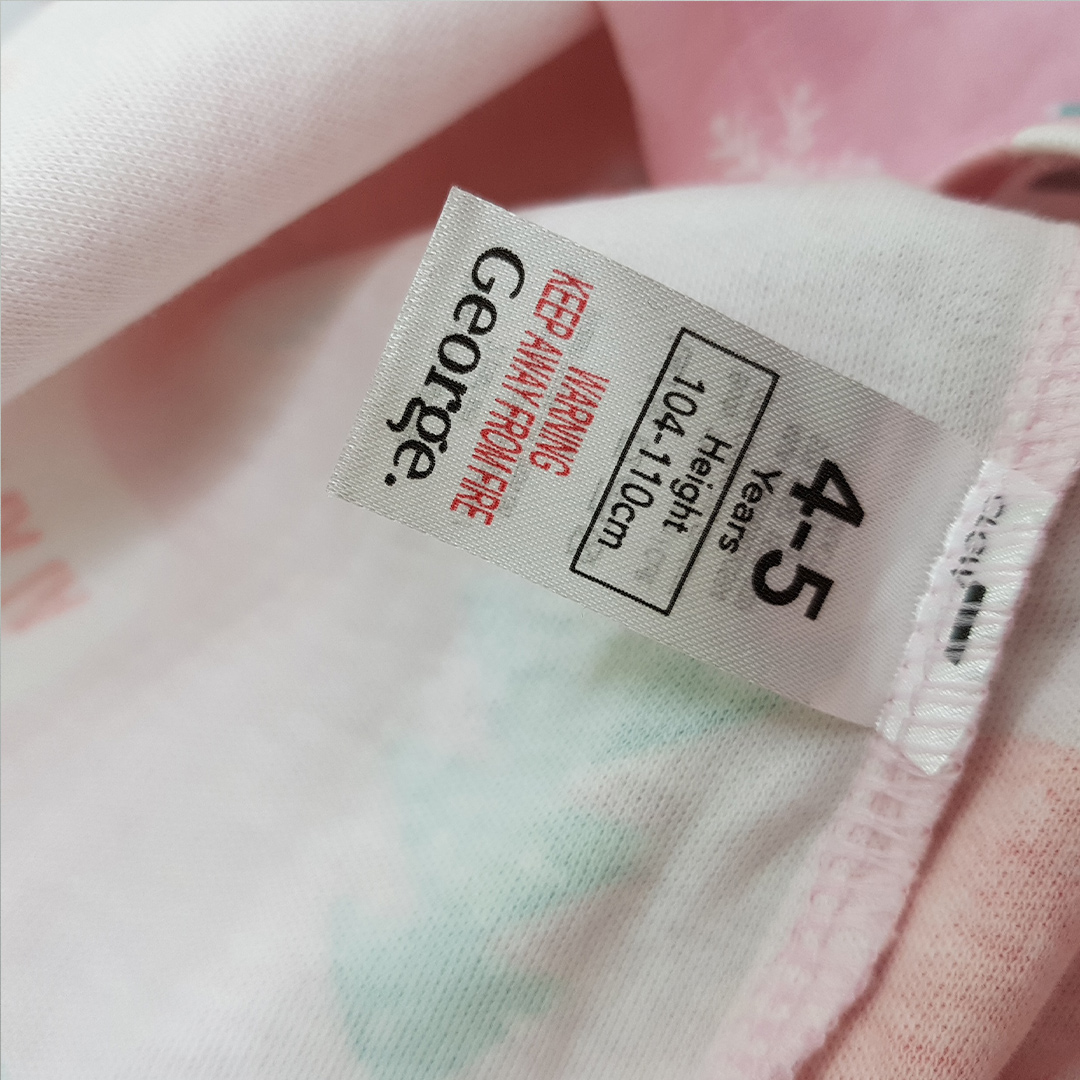 George.
WARNING
KEEP AWAY FROM FIRE
4-5
Years
Height
104-110cm